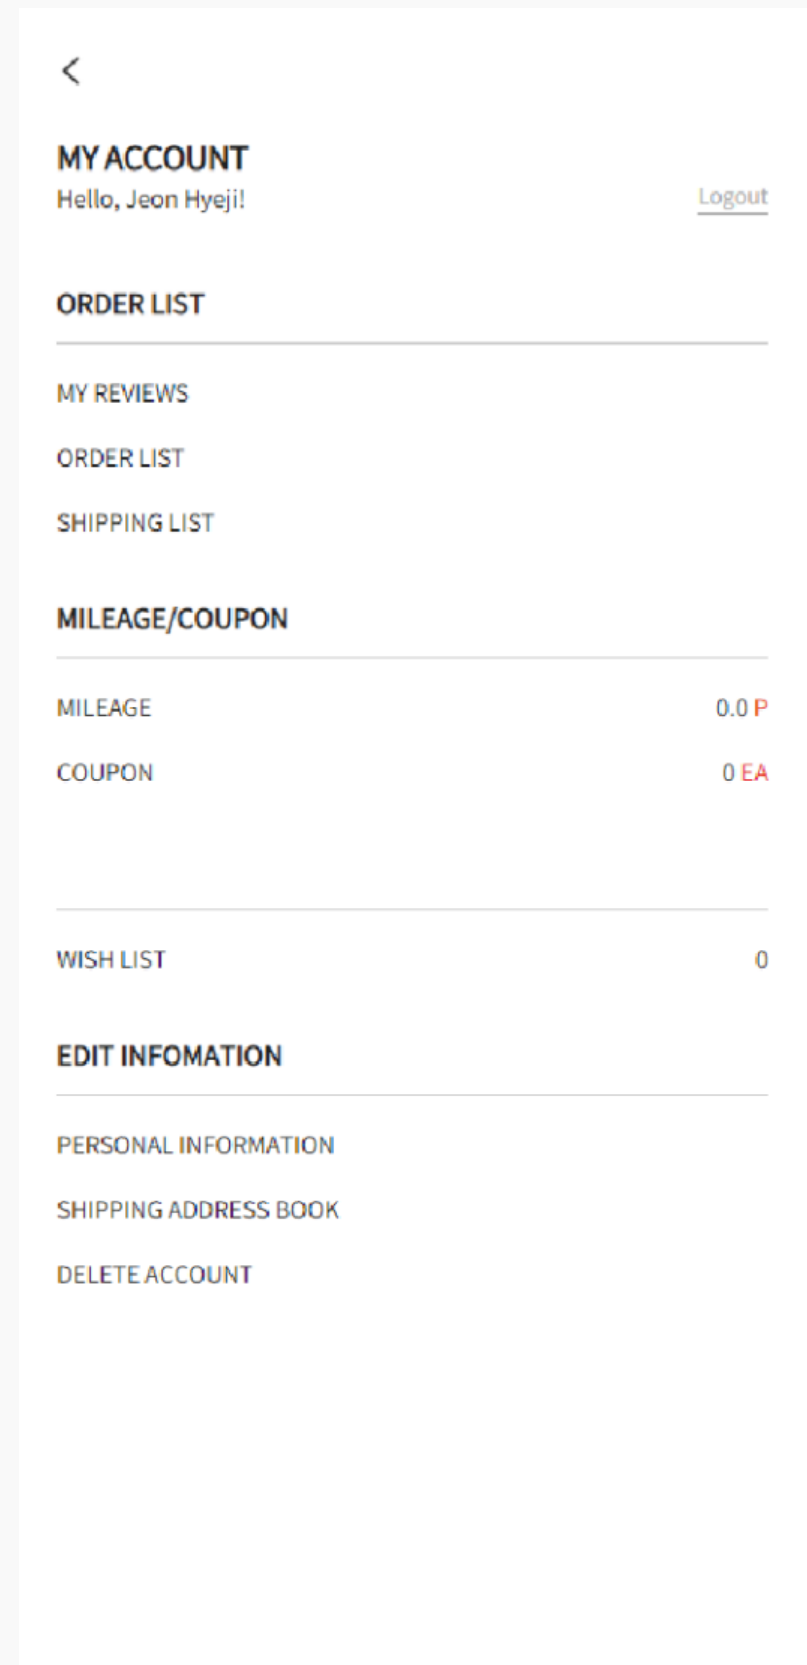 MY ACCOUNT
Hello, Jeon Hyeji!
Logout
ORDER LIST
MY REVIEWS
ORDER LIST
SHIPPING LIST
MILEAGE/COUPON
MILEAGE 0.0 P
COUPON 0 EA
WISH LIST 0
EDIT INFOMATION
PERSONAL INFORMATION
SHIPPING ADDRESS BOOK
DELETE ACCOUNT